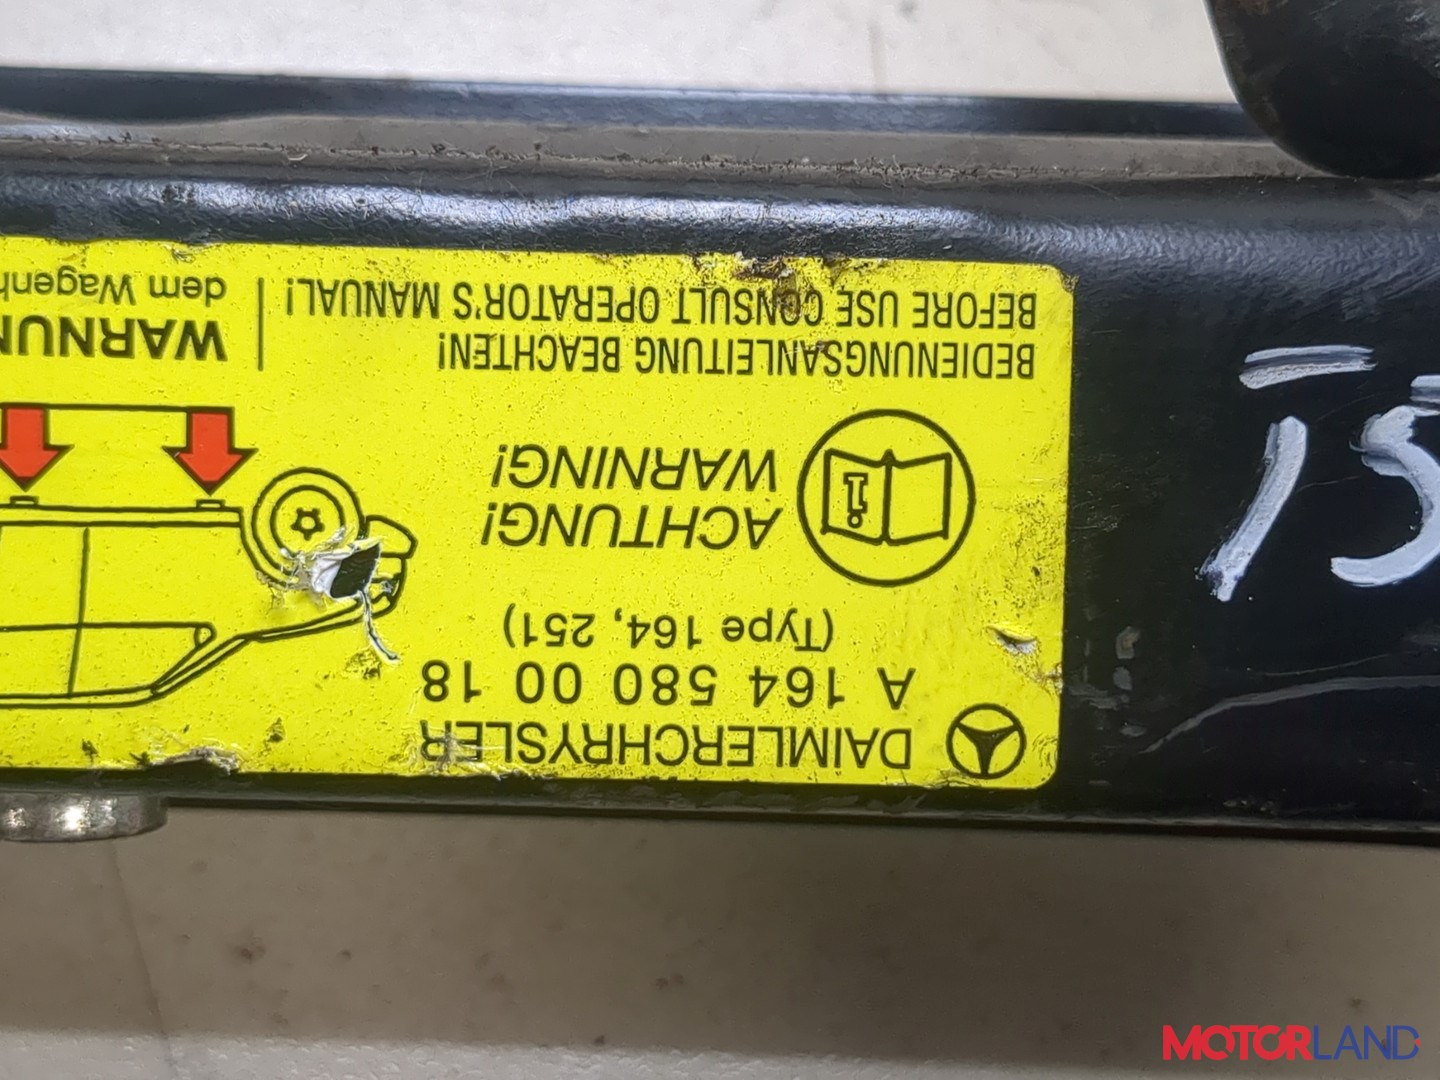 DAIMLERCHRYSLER
A 164 580 00 18
(Type 164, 251)
ACHTUNG!
WARNING!
BEDIENUNGSANLEITUNG BEACHTEN!
BEFORE USE CONSULT OPERATOR'S MANUAL!
WARNUN
dem Wagenh
15
MOTORLAND